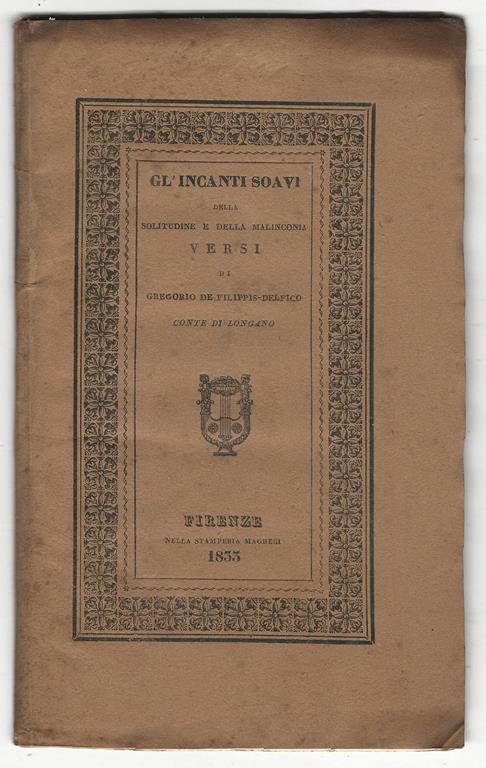 GL'INCANTI SOAVI
DELLA
SOLITUDINE E DELLA MALINCONIA
VERSI
DI
GREGORIO DE FILIPPIS-DELFICO
CONTE DI LONGANO
FIRENZE
NELLA STAMPERIA MAGHERI
1833